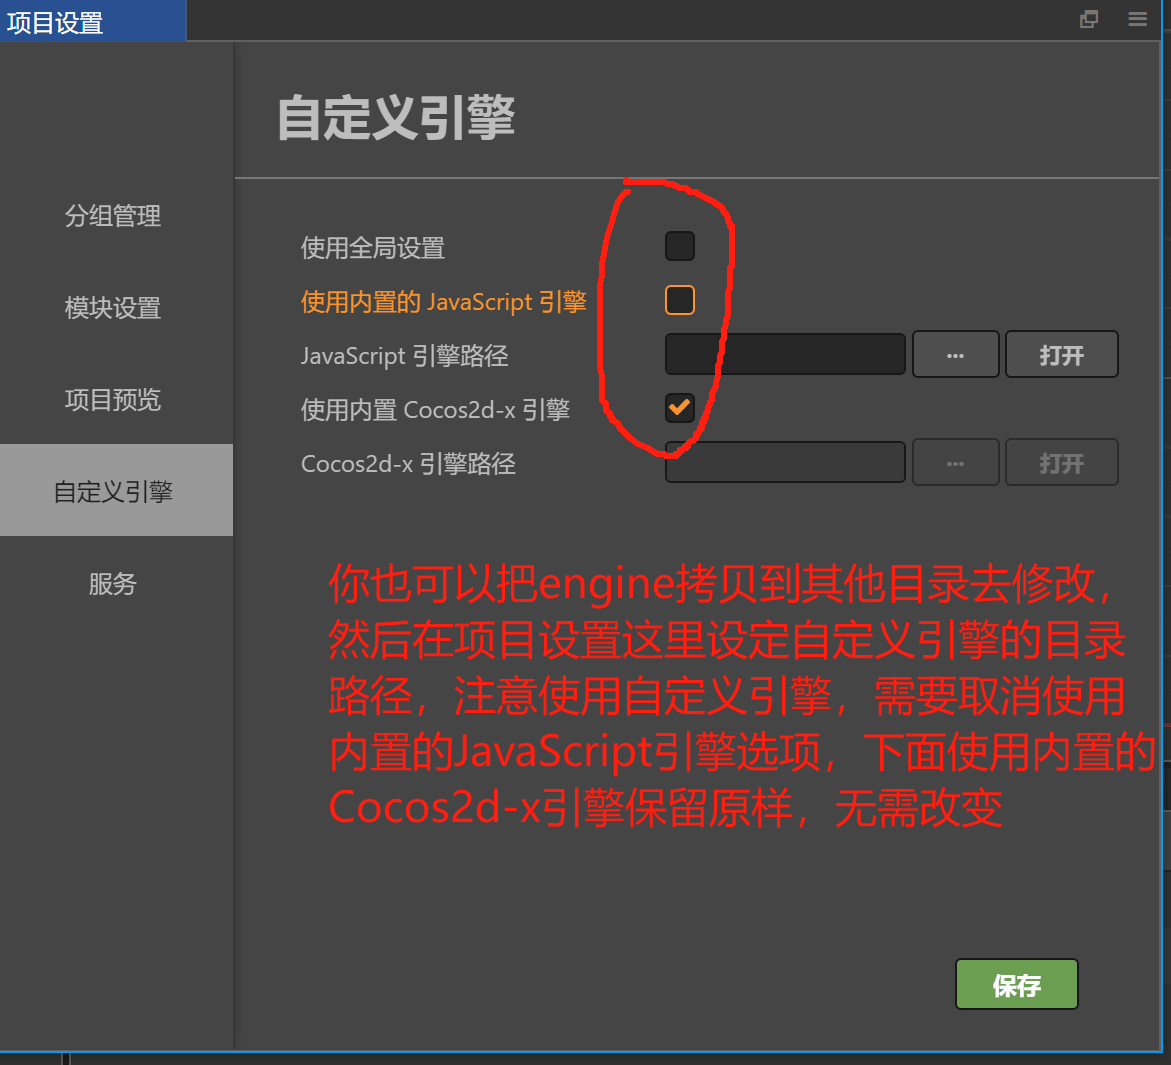 项目设置
自定义引擎
分组管理
模块设置
项目预览
自定义引擎
服务
使用全局设置
使用内置的 JavaScript 引擎
JavaScript 引擎路径
...
打开
使用内置 Cocos2d-x 引擎
Cocos2d-x 引擎路径
...
打开
你也可以把engine拷贝到其他目录去修改，
然后在项目设置这里设定自定义引擎的目录
路径，注意使用自定义引擎，需要取消使用
内置的JavaScript引擎选项，下面使用内置的
Cocos2d-x引擎保留原样，无需改变
保存